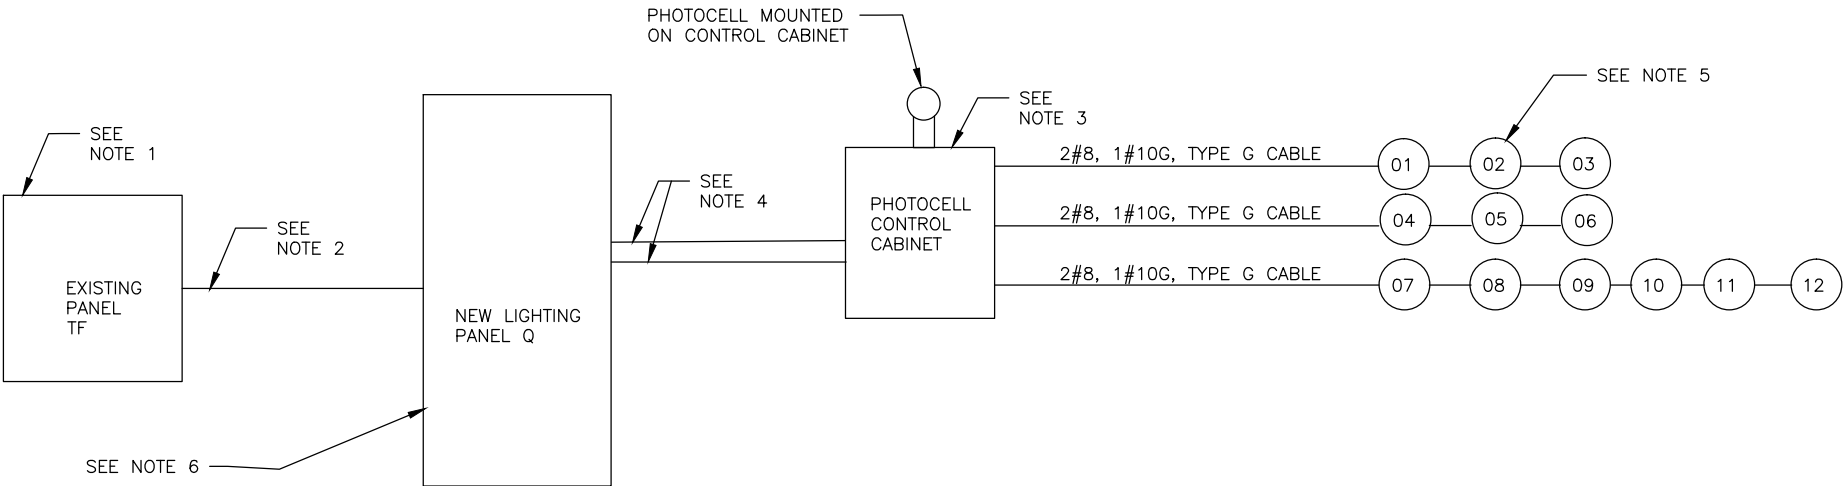 PHOTOCELL MOUNTED
ON CONTROL CABINET
SEE NOTE 5
SEE
NOTE 3
SEE
NOTE 1
2#8, 1#10G, TYPE G CABLE
01
02
03
SEE
NOTE 4
PHOTOCELL
CONTROL
CABINET
2#8, 1#10G, TYPE G CABLE
04
05
06
SEE
NOTE 2
2#8, 1#10G, TYPE G CABLE
07
08
09
10
11
12
EXISTING
PANEL
TF
NEW LIGHTING
PANEL Q
SEE NOTE 6